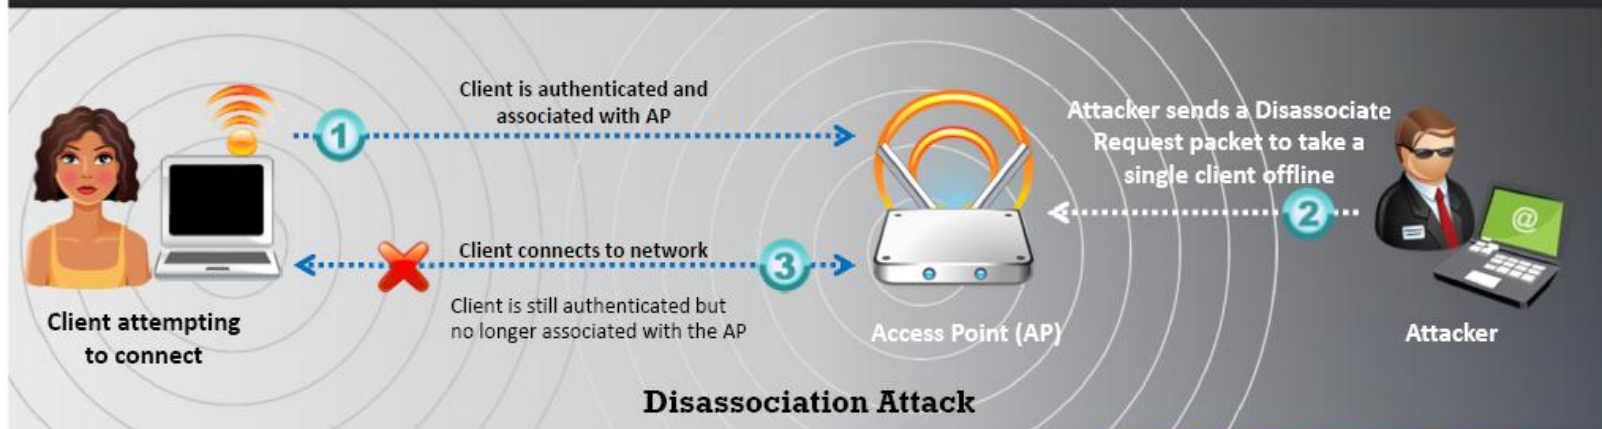 Client is authenticated and
associated with AP
1
Attacker sends a Disassociate
Request packet to take a
single client offline
2
@
Client connects to network
3
Client is still authenticated but
no longer associated with the AP
Client attempting
to connect
Access Point (AP)
Attacker
Disassociation Attack